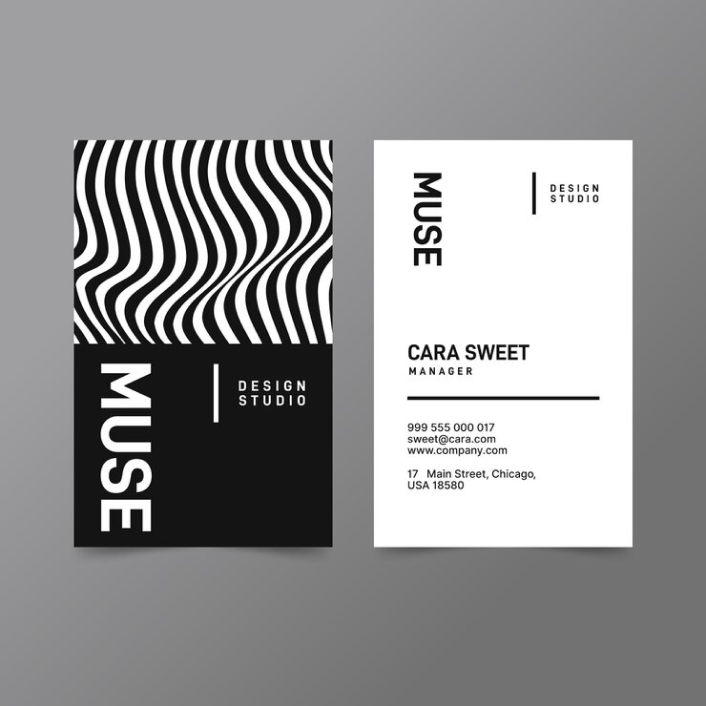 MUSE
DESIGN
STUDIO
MUSE
DESIGN
STUDIO
CARA SWEET
MANAGER
999 555 000 017
sweet@cara.com
www.company.com
17 Main Street, Chicago,
USA 18580